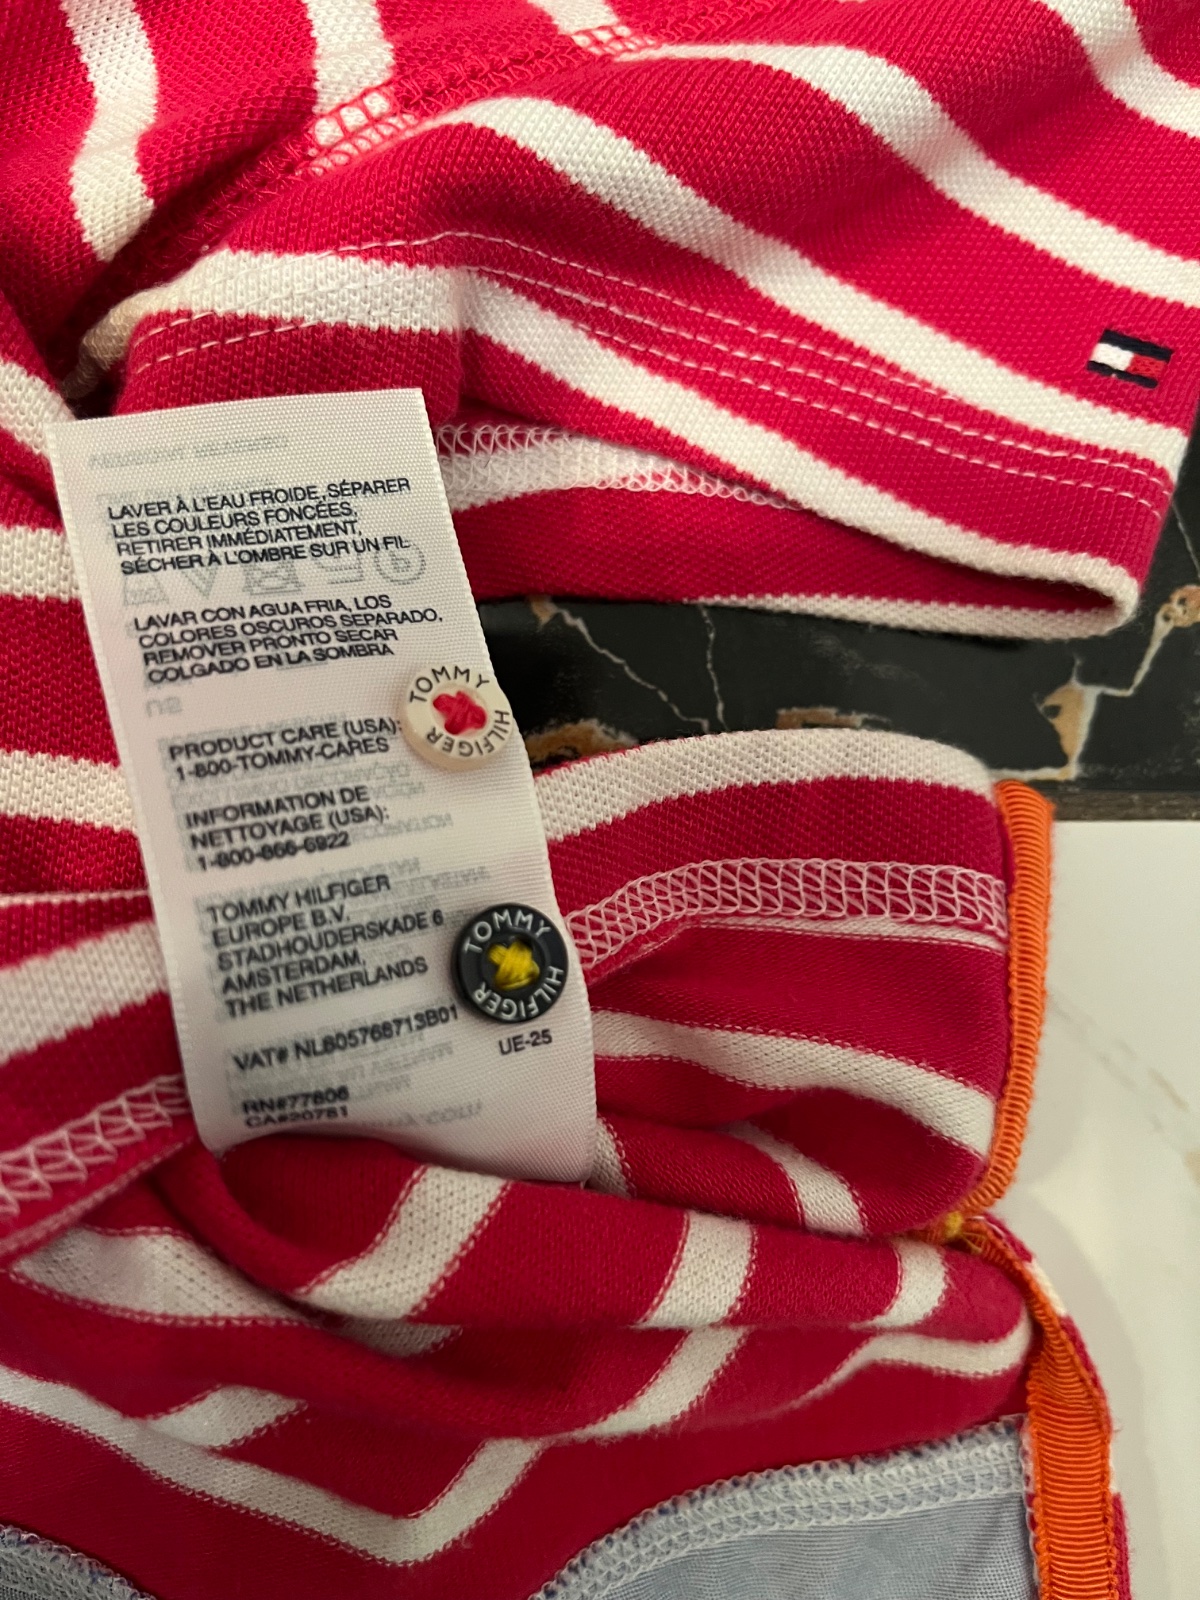 LAVER À L'EAU FROIDE, SÉPARER
LES COULEURS FONCÉES,
RETIRER IMMÉDIATEMENT,
SÉCHER À L'OMBRE SUR UN FIL
LAVAR CON AGUA FRIA, LOS
COLORES OSCUROS SEPARADO,
REMOVER PRONTO SECAR
COLGADO EN LA SOMBRA
TOMMY HILFIGER
PRODUCT CARE (USA):
1-800-TOMMY-CARES
INFORMATION DE
NETTOYAGE (USA):
1-800-866-6922
TOMMY HILFIGER
EUROPE B.V.
STADHOUDERSKADE 6
AMSTERDAM,
THE NETHERLANDS
TOMMY HILFIGER
VAT# NL805768713B01
UE-25
RN#77806
CA#20781